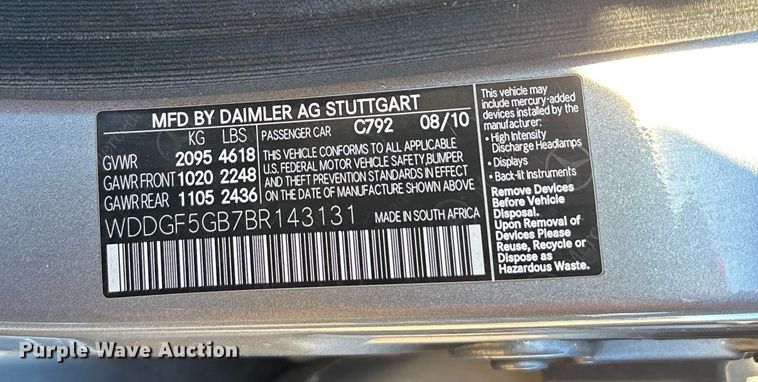 MFD BY DAIMLER AG STUTTGART
KG LBS
GVWR 2095 4618
GAWR FRONT 1020 2248
GAWR REAR 1105 2436
PASSENGER CAR C792 08/10
THIS VEHICLE CONFORMS TO ALL APPLICABLE
U.S. FEDERAL MOTOR VEHICLE SAFETY, BUMPER
AND THEFT PREVENTION STANDARDS IN EFFECT
ON THE DATE OF MANUFACTURE SHOWN ABOVE.
WDDGF5GB7BR143131 MADE IN SOUTH AFRICA
This vehicle may
include mercury-added
devices installed by the
manufacturer:
• High Intensity
Discharge Headlamps
• Displays
• Back-lit Instruments
Remove Devices
Before Vehicle
Disposal.
Upon Removal of
Devices Please
Reuse, Recycle or
Dispose as
Hazardous Waste.
Purple Wave Auction